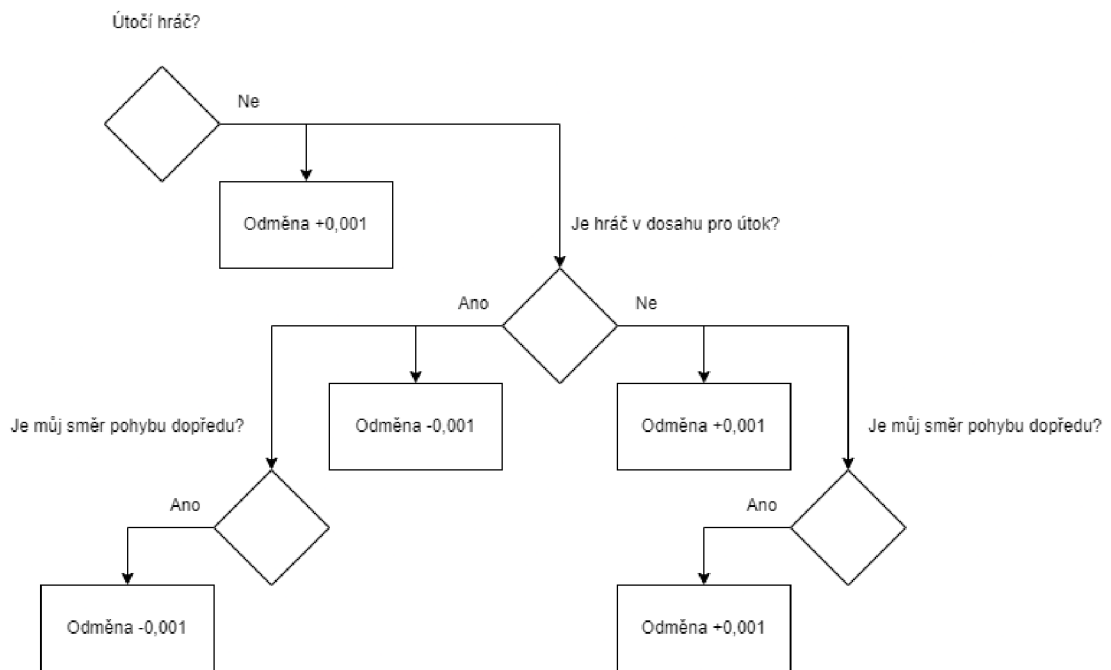 Útočí hráč?
Ne
Odměna +0,001
Je hráč v dosahu pro útok?
Ano
Ne
Odměna -0,001
Odměna +0,001
Je můj směr pohybu dopředu?
Je můj směr pohybu dopředu?
Ano
Ano
Odměna -0,001
Odměna +0,001